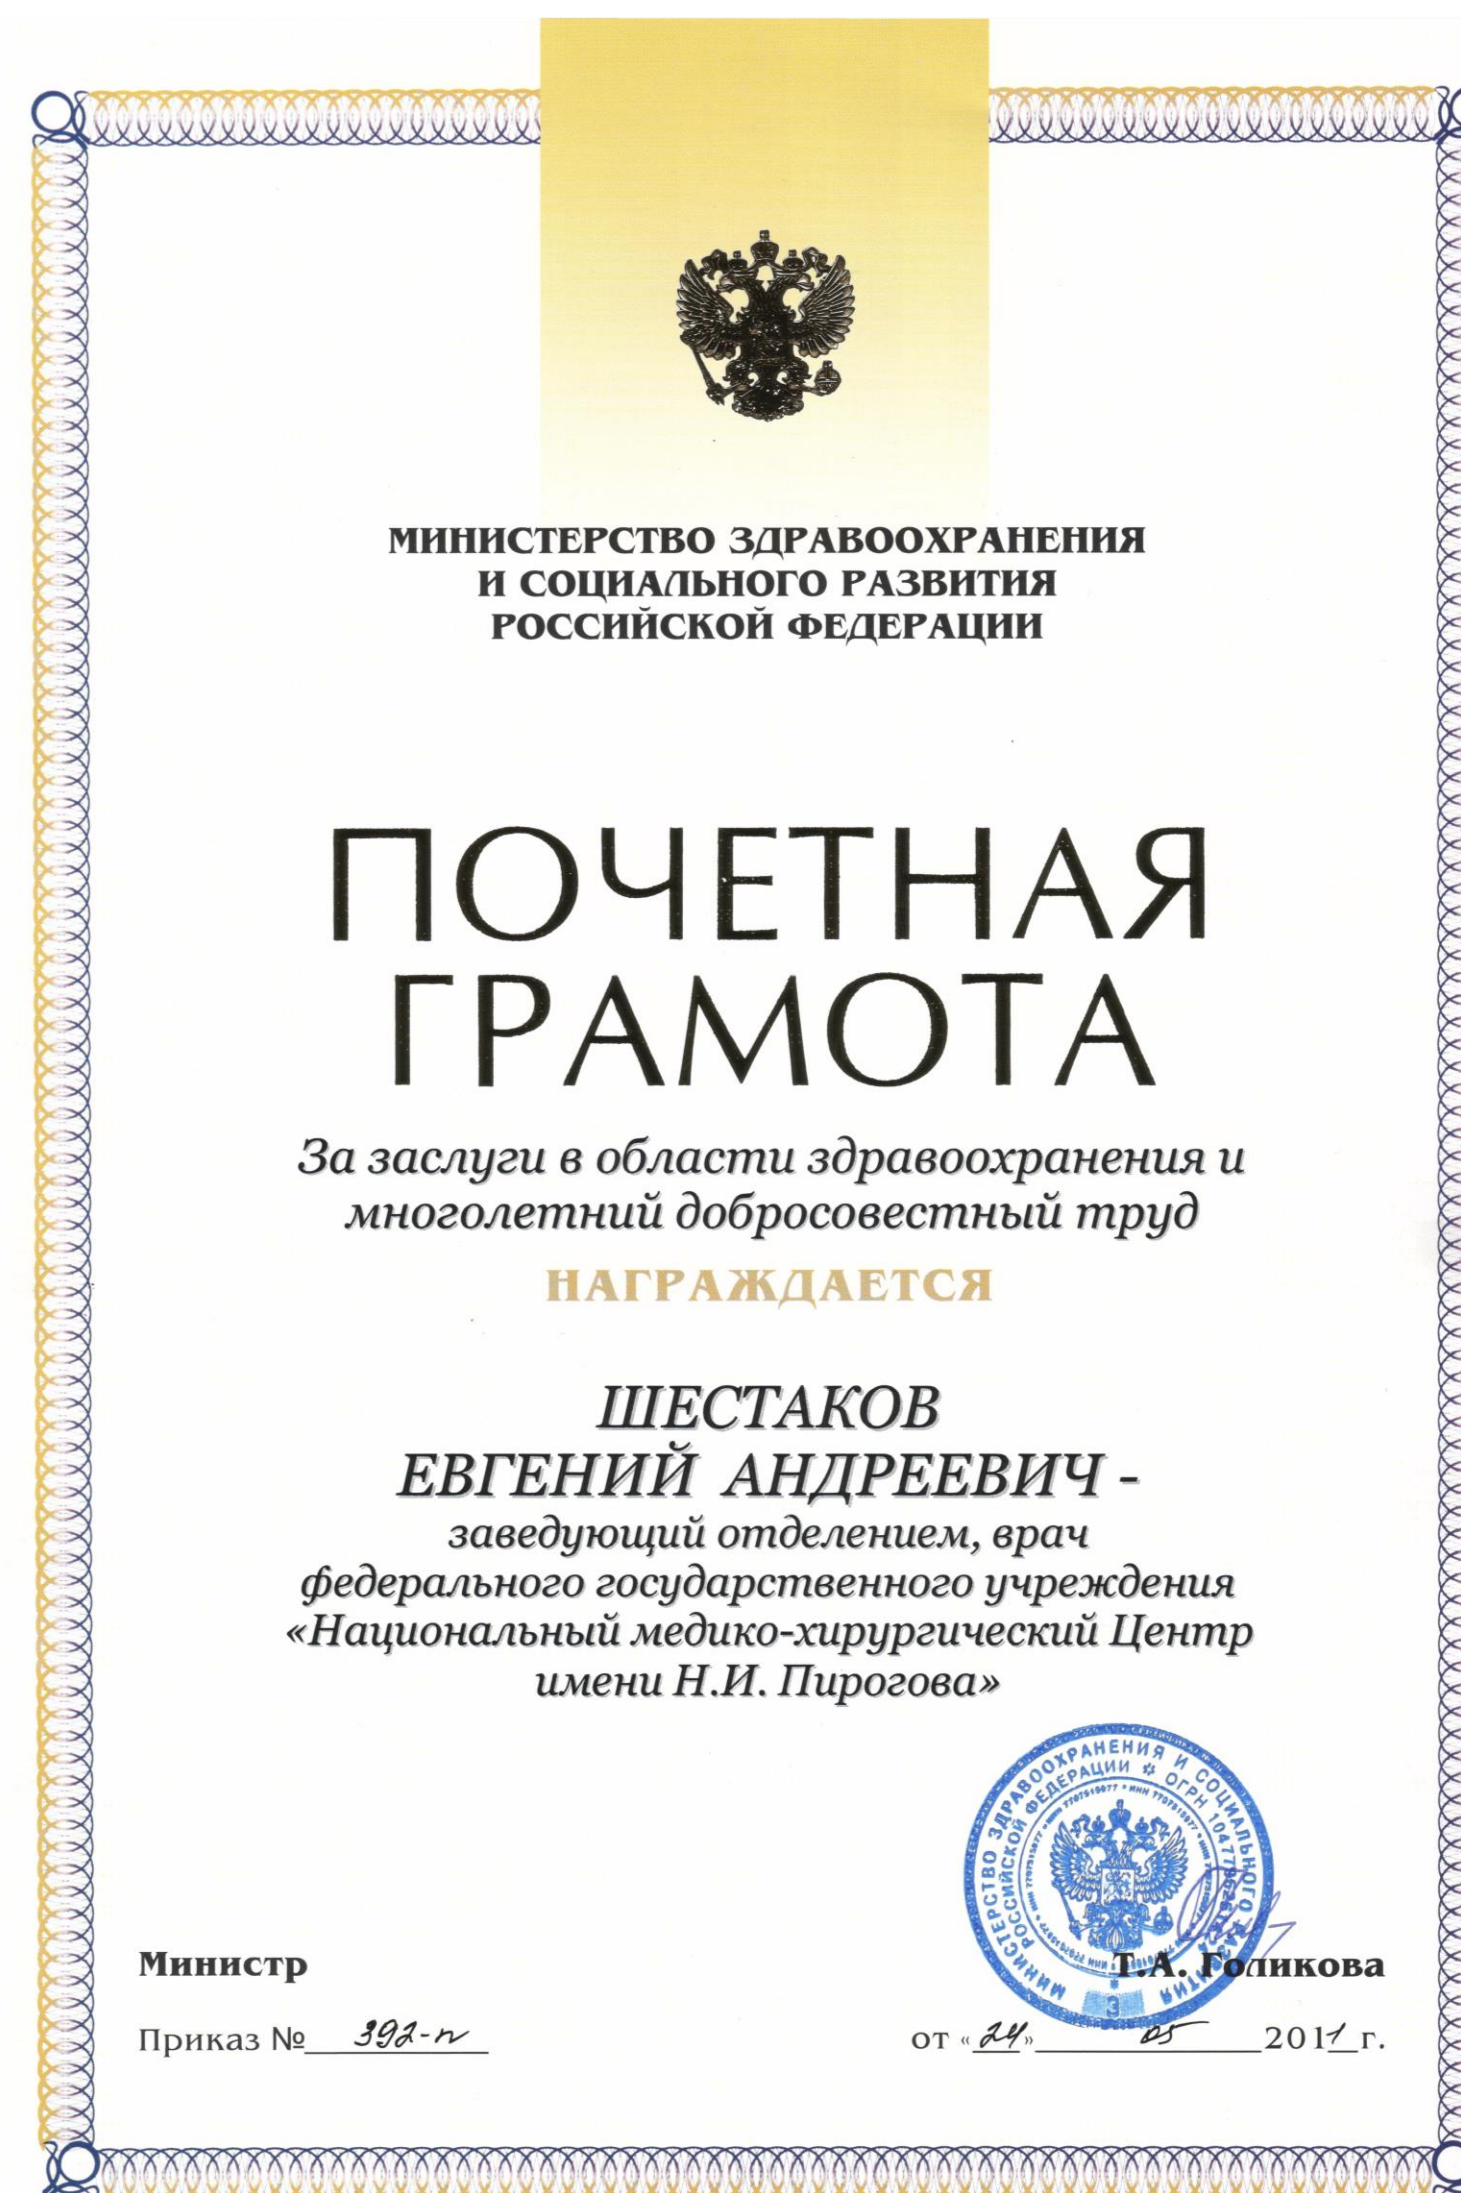 МИНИСТЕРСТВО ЗДРАВООХРАНЕНИЯ
И СОЦИАЛЬНОГО РАЗВИТИЯ
РОССИЙСКОЙ ФЕДЕРАЦИИ
ПОЧЕТНАЯ
ГРАМОТА
За заслуги в области здравоохранения и
многолетний добросовестный труд
НАГРАЖДАЕТСЯ
ШЕСТАКОВ
ЕВГЕНИЙ АНДРЕЕВИЧ -
заведующий отделением, врач
федерального государственного учреждения
«Национальный медико-хирургический Центр
имени Н.И. Пирогова»
МИНИСТЕРСТВО ЗДРАВООХРАНЕНИЯ И СОЦИАЛЬНОГО РАЗВИТИЯ
РОССИЙСКОЙ ФЕДЕРАЦИИ ОГРН
3
Министр Т.А. Голикова
Приказ № 392-п от «24» 05 2011 г.